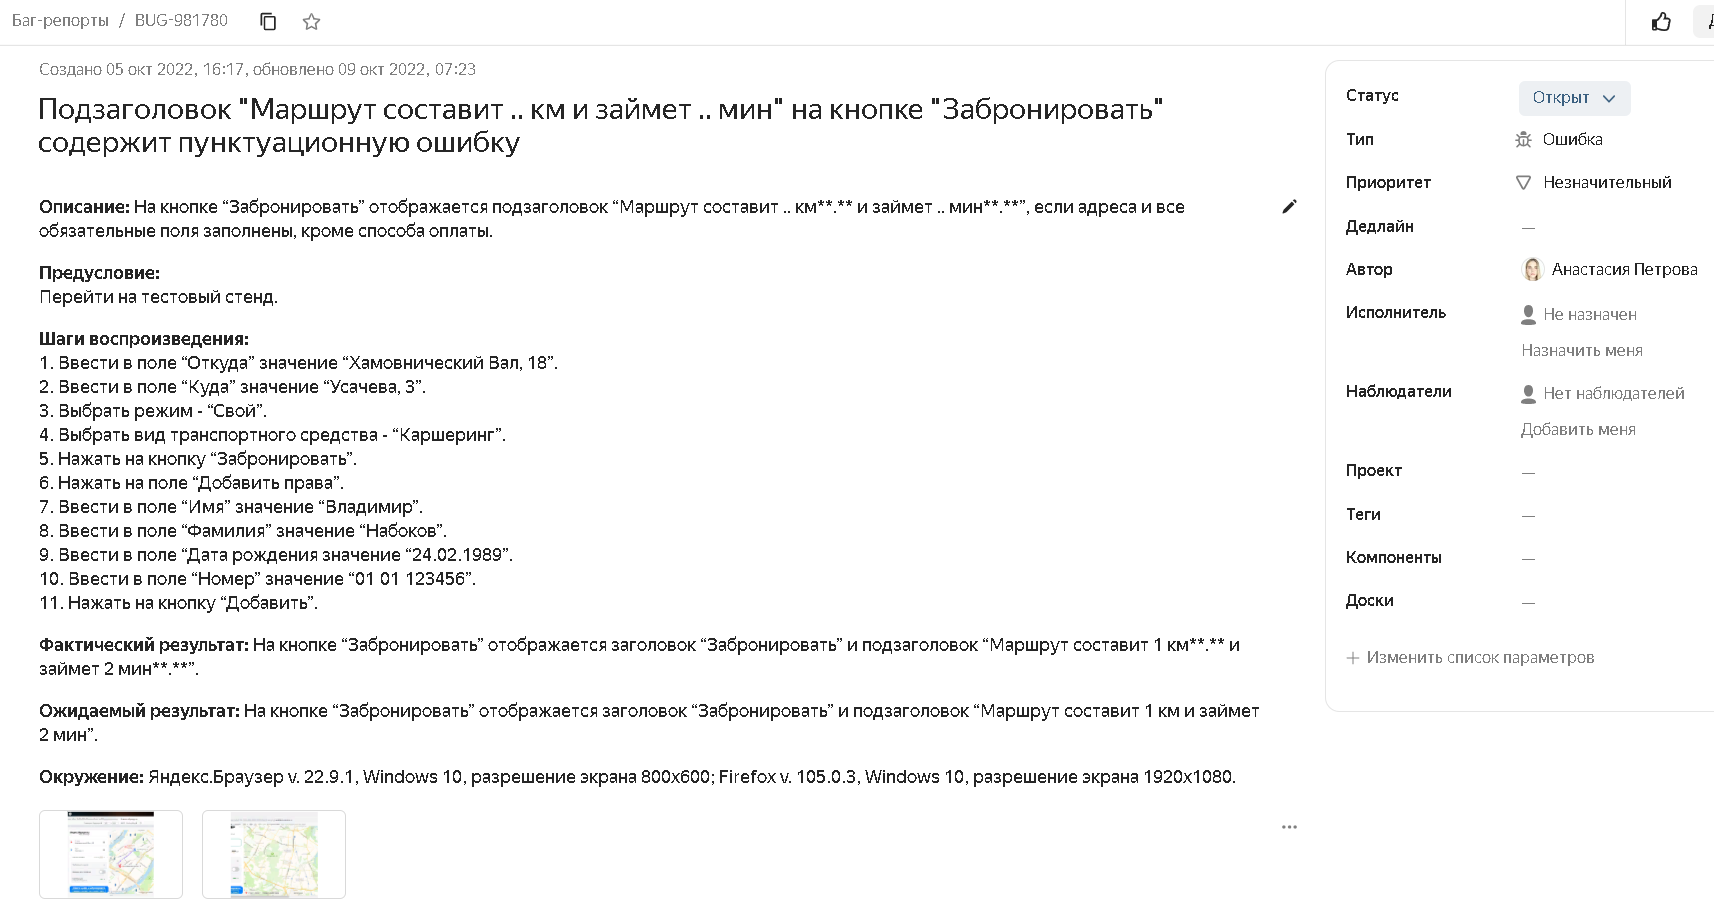 Баг-репорты / BUG-981780
Создано 05 окт 2022, 16:17, обновлено 09 окт 2022, 07:23
Подзаголовок "Маршрут составит .. км и займет .. мин" на кнопке "Забронировать"
содержит пунктуационную ошибку
Описание: На кнопке “Забронировать” отображается подзаголовок “Маршрут составит .. км**.** и займет .. мин**.**”, если адреса и все
обязательные поля заполнены, кроме способа оплаты.
Предусловие:
Перейти на тестовый стенд.
Шаги воспроизведения:
1. Ввести в поле “Откуда” значение “Хамовнический Вал, 18”.
2. Ввести в поле “Куда” значение “Усачева, 3”.
3. Выбрать режим - “Свой”.
4. Выбрать вид транспортного средства - “Каршеринг”.
5. Нажать на кнопку “Забронировать”.
6. Нажать на поле “Добавить права”.
7. Ввести в поле “Имя” значение “Владимир”.
8. Ввести в поле “Фамилия” значение “Набоков”.
9. Ввести в поле “Дата рождения значение “24.02.1989”.
10. Ввести в поле “Номер” значение “01 01 123456”.
11. Нажать на кнопку “Добавить”.
Фактический результат: На кнопке “Забронировать” отображается заголовок “Забронировать” и подзаголовок “Маршрут составит 1 км**.** и
займет 2 мин**.**”.
Ожидаемый результат: На кнопке “Забронировать” отображается заголовок “Забронировать” и подзаголовок “Маршрут составит 1 км и займет
2 мин”.
Окружение: Яндекс.Браузер v. 22.9.1, Windows 10, разрешение экрана 800x600; Firefox v. 105.0.3, Windows 10, разрешение экрана 1920x1080.
Статус Открыт
Тип Ошибка
Приоритет Незначительный
Дедлайн —
Автор Анастасия Петрова
Исполнитель Не назначен
Назначить меня
Наблюдатели Нет наблюдателей
Добавить меня
Проект —
Теги —
Компоненты —
Доски —
+ Изменить список параметров